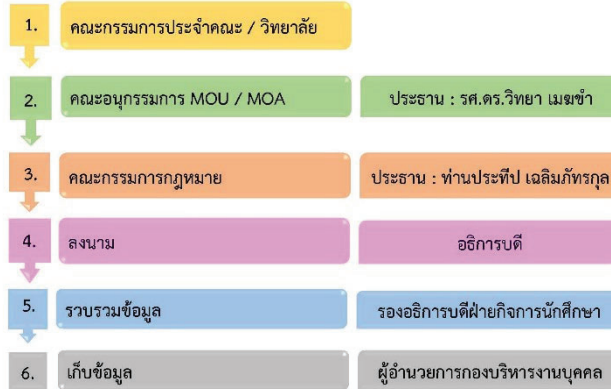 1. คณะกรรมการประจำคณะ / วิทยาลัย
2. คณะอนุกรรมการ MOU / MOA ประธาน : รศ.ดร.วิทยา เมฆขำ
3. คณะกรรมการกฎหมาย ประธาน : ท่านประทีป เฉลิมภัทรกุล
4. ลงนาม อธิการบดี
5. รวบรวมข้อมูล รองอธิการบดีฝ่ายกิจการนักศึกษา
6. เก็บข้อมูล ผู้อำนวยการกองบริหารงานบุคคล